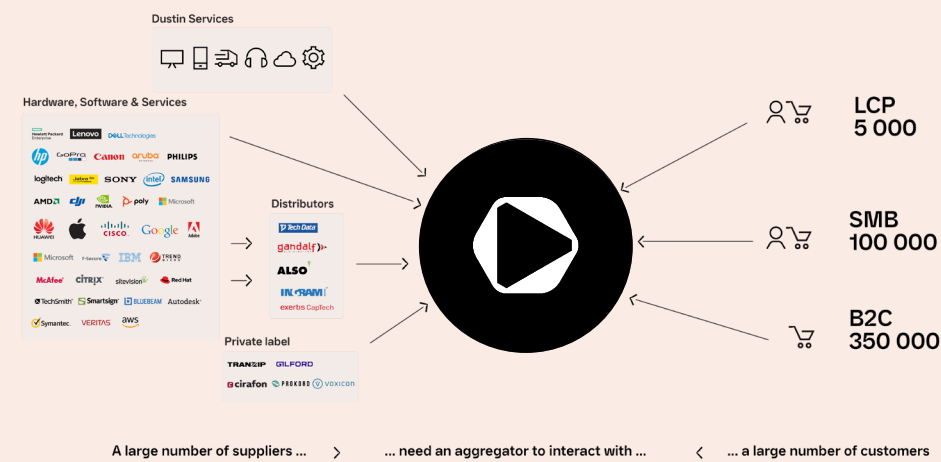 Dustin Services
Hardware, Software & Services
Hewlett Packard
Enterprise
Lenovo
DELLTechnologies
hp
GoPro
Canon
aruba
PHILIPS
logitech
Jabra
SONY
intel
SAMSUNG
AMD
dji
NVIDIA
poly
Microsoft
HUAWEI
CISCO
Google
Adobe
Microsoft
F-Secure
IBM
TREND
MICRO
McAfee
CITRIX
sitevision
Red Hat
TechSmith
Smartsign
BLUEBEAM
Autodesk
Symantec.
VERITAS
aws
Distributors
Tech Data
gandalf
ALSO
INGRAM
exertis CapTech
Private label
TRANZIP
GILFORD
cirafon
PROKORD
voxicon
LCP
5 000
SMB
100 000
B2C
350 000
A large number of suppliers ... >
... need an aggregator to interact with ...
< ... a large number of customers